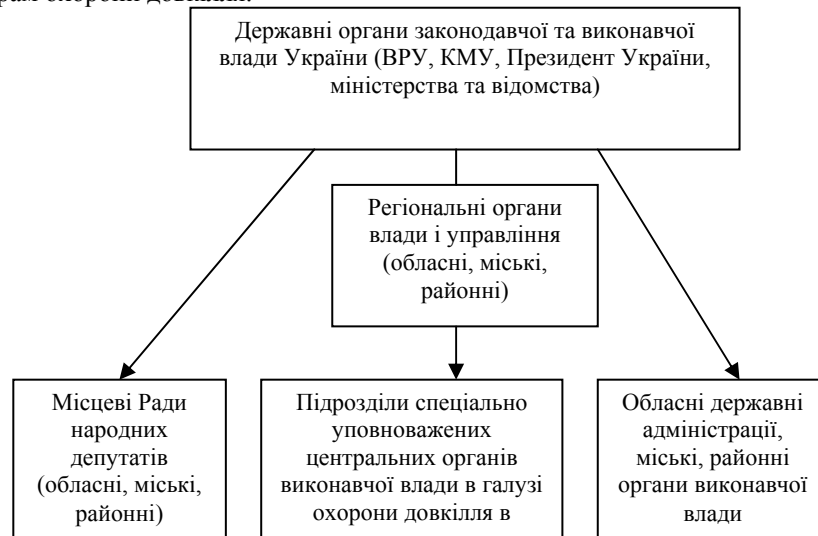 охорони довкілля.
Державні органи законодавчої та виконавчої
влади України (ВРУ, КМУ, Президент України,
міністерства та відомства)
Регіональні органи
влади і управління
(обласні, міські,
районні)
Місцеві Ради
народних
депутатів
(обласні, міські,
районні)
Підрозділи спеціально
уповноважених
центральних органів
виконавчої влади в галузі
охорони довкілля в
Обласні державні
адміністрації,
міські, районні
органи виконавчої
влади